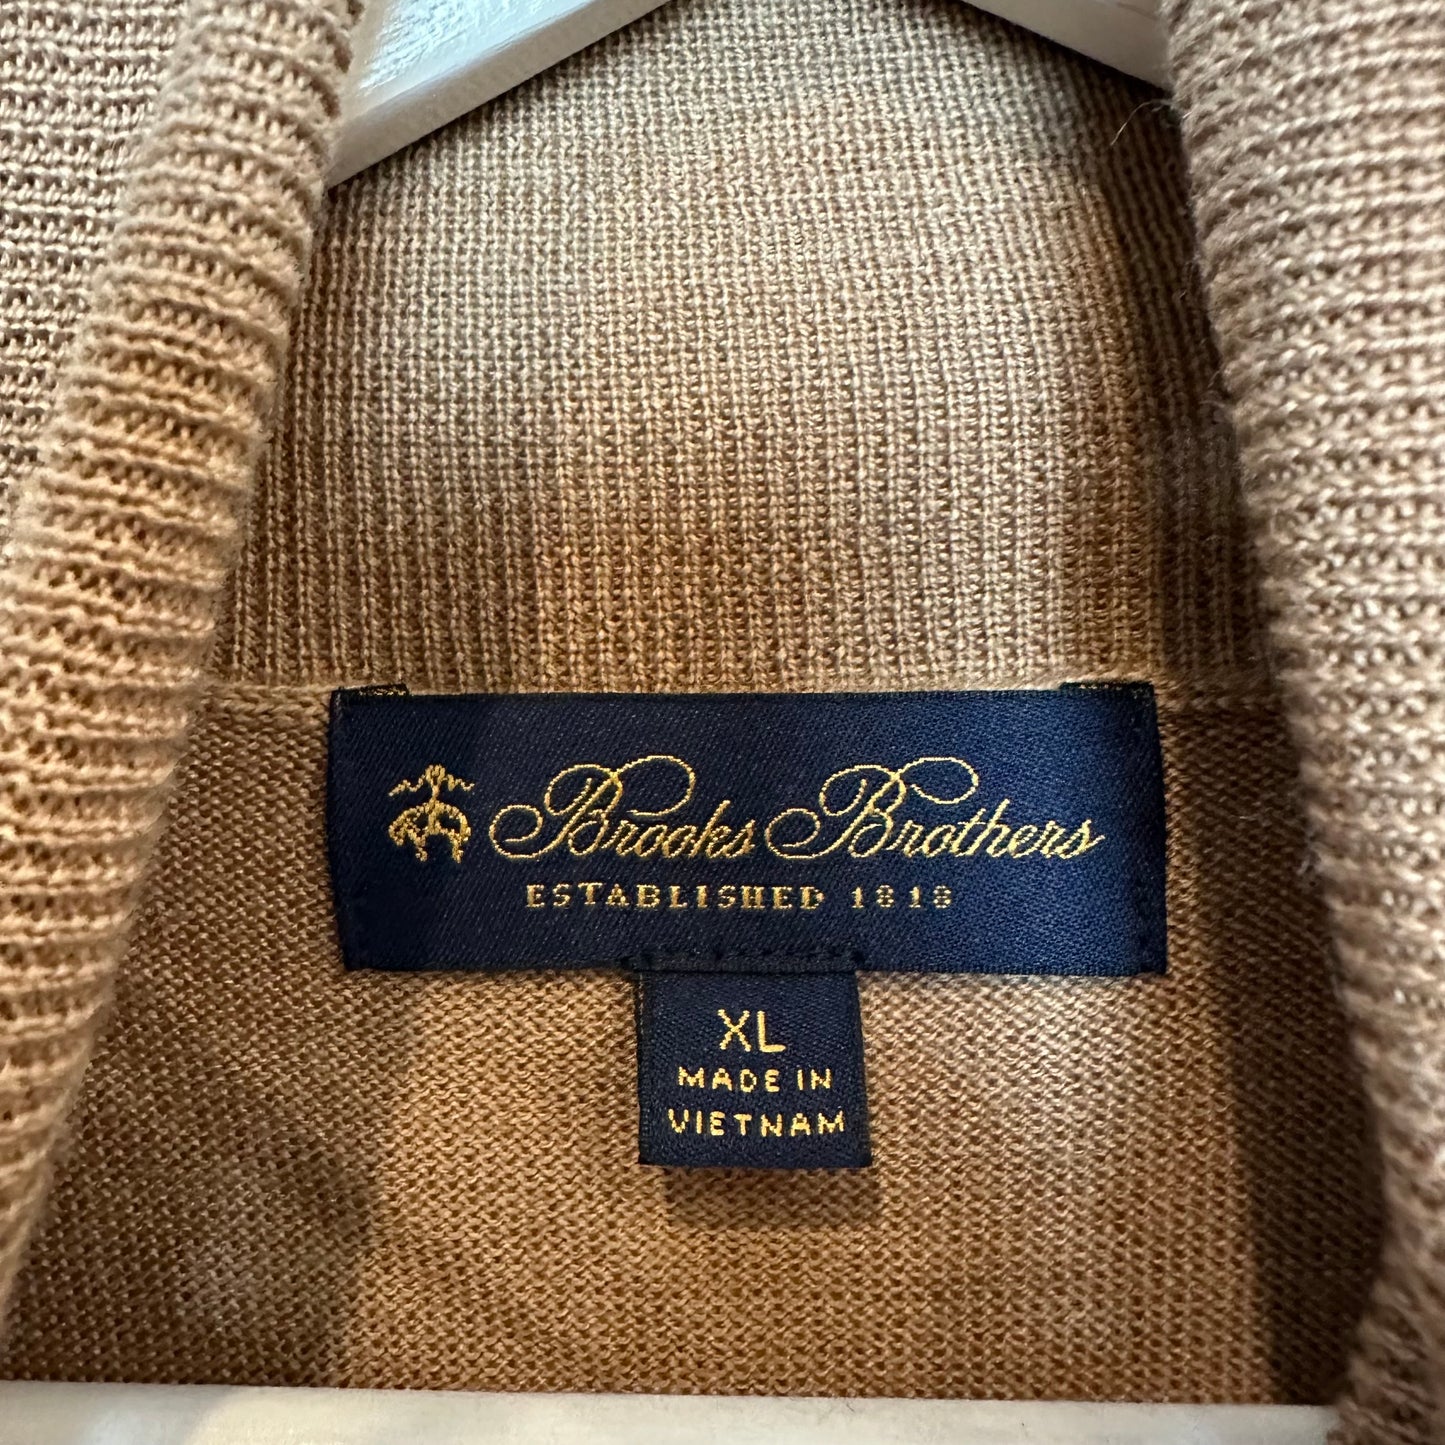 Brooks Brothers
ESTABLISHED 1818
XL
MADE IN
VIETNAM